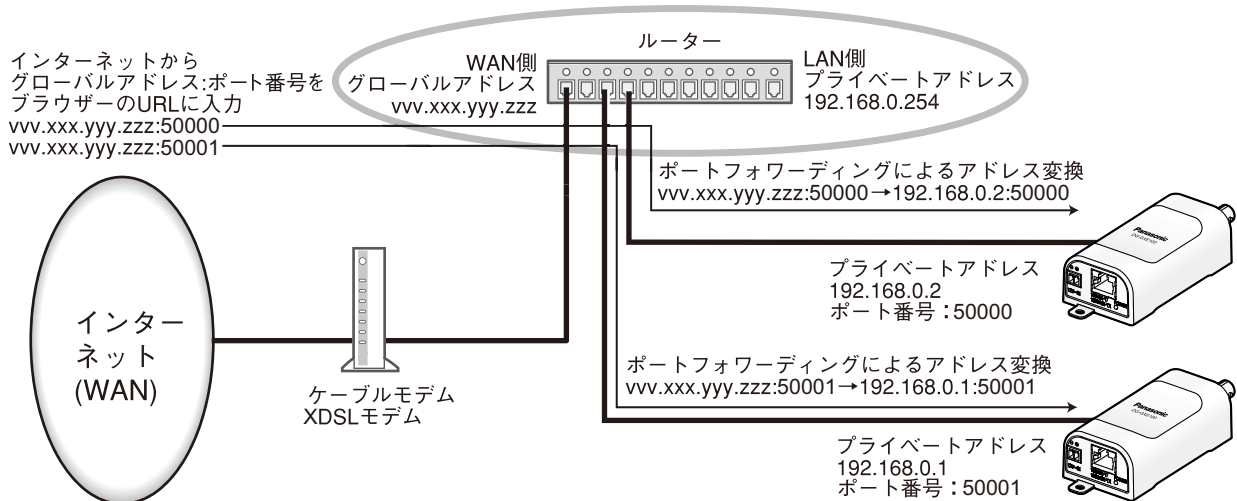 ルーター
インターネットから
グローバルアドレス:ポート番号を
ブラウザーのURLに入力
vvv.xxx.yyy.zzz:50000
vvv.xxx.yyy.zzz:50001
WAN側
グローバルアドレス
vvv.xxx.yyy.zzz
LAN側
プライベートアドレス
192.168.0.254
ポートフォワーディングによるアドレス変換
vvv.xxx.yyy.zzz:50000→192.168.0.2:50000
Panasonic
プライベートアドレス
192.168.0.2
ポート番号：50000
インター
ネット
(WAN)
ケーブルモデム
XDSLモデム
ポートフォワーディングによるアドレス変換
vvv.xxx.yyy.zzz:50001→192.168.0.1:50001
Panasonic
プライベートアドレス
192.168.0.1
ポート番号：50001